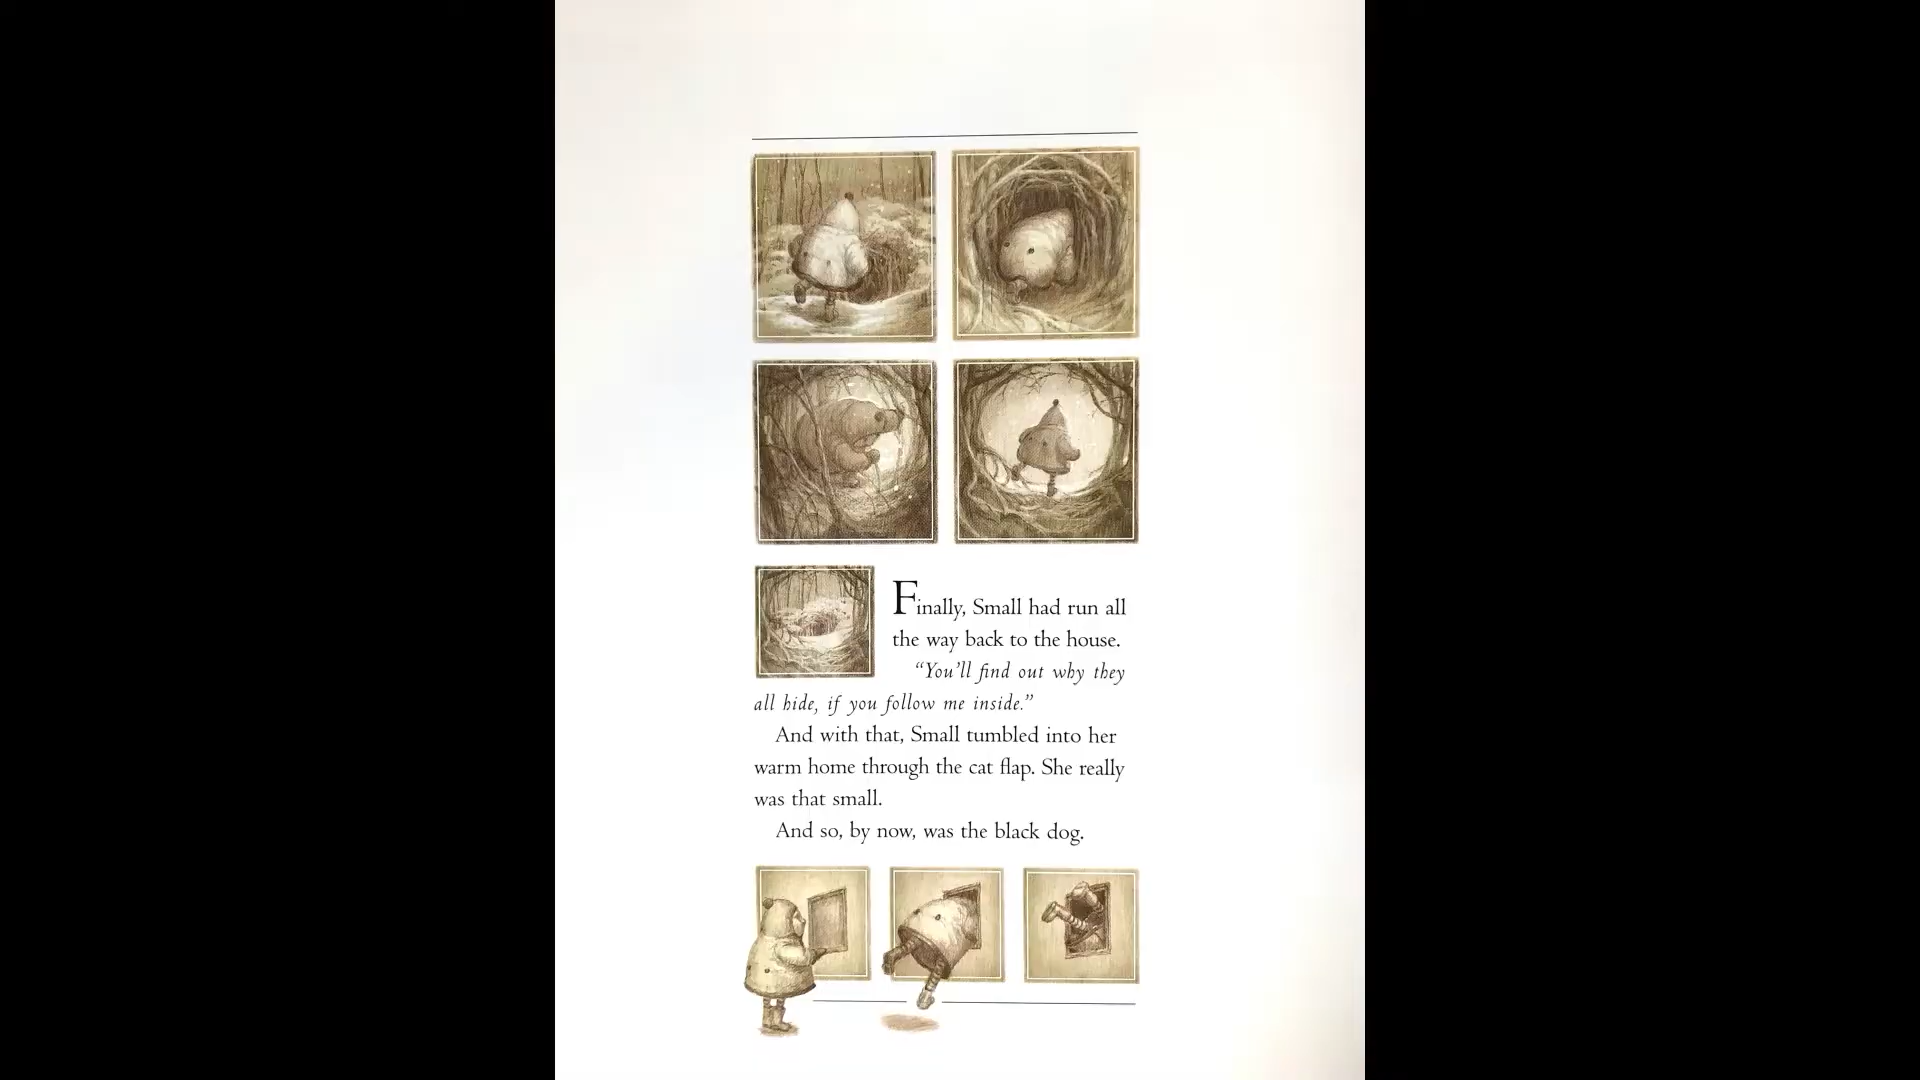 Finally, Small had run all
the way back to the house.
“You’ll find out why they
all hide, if you follow me inside.”
And with that, Small tumbled into her
warm home through the cat flap. She really
was that small.
And so, by now, was the black dog.